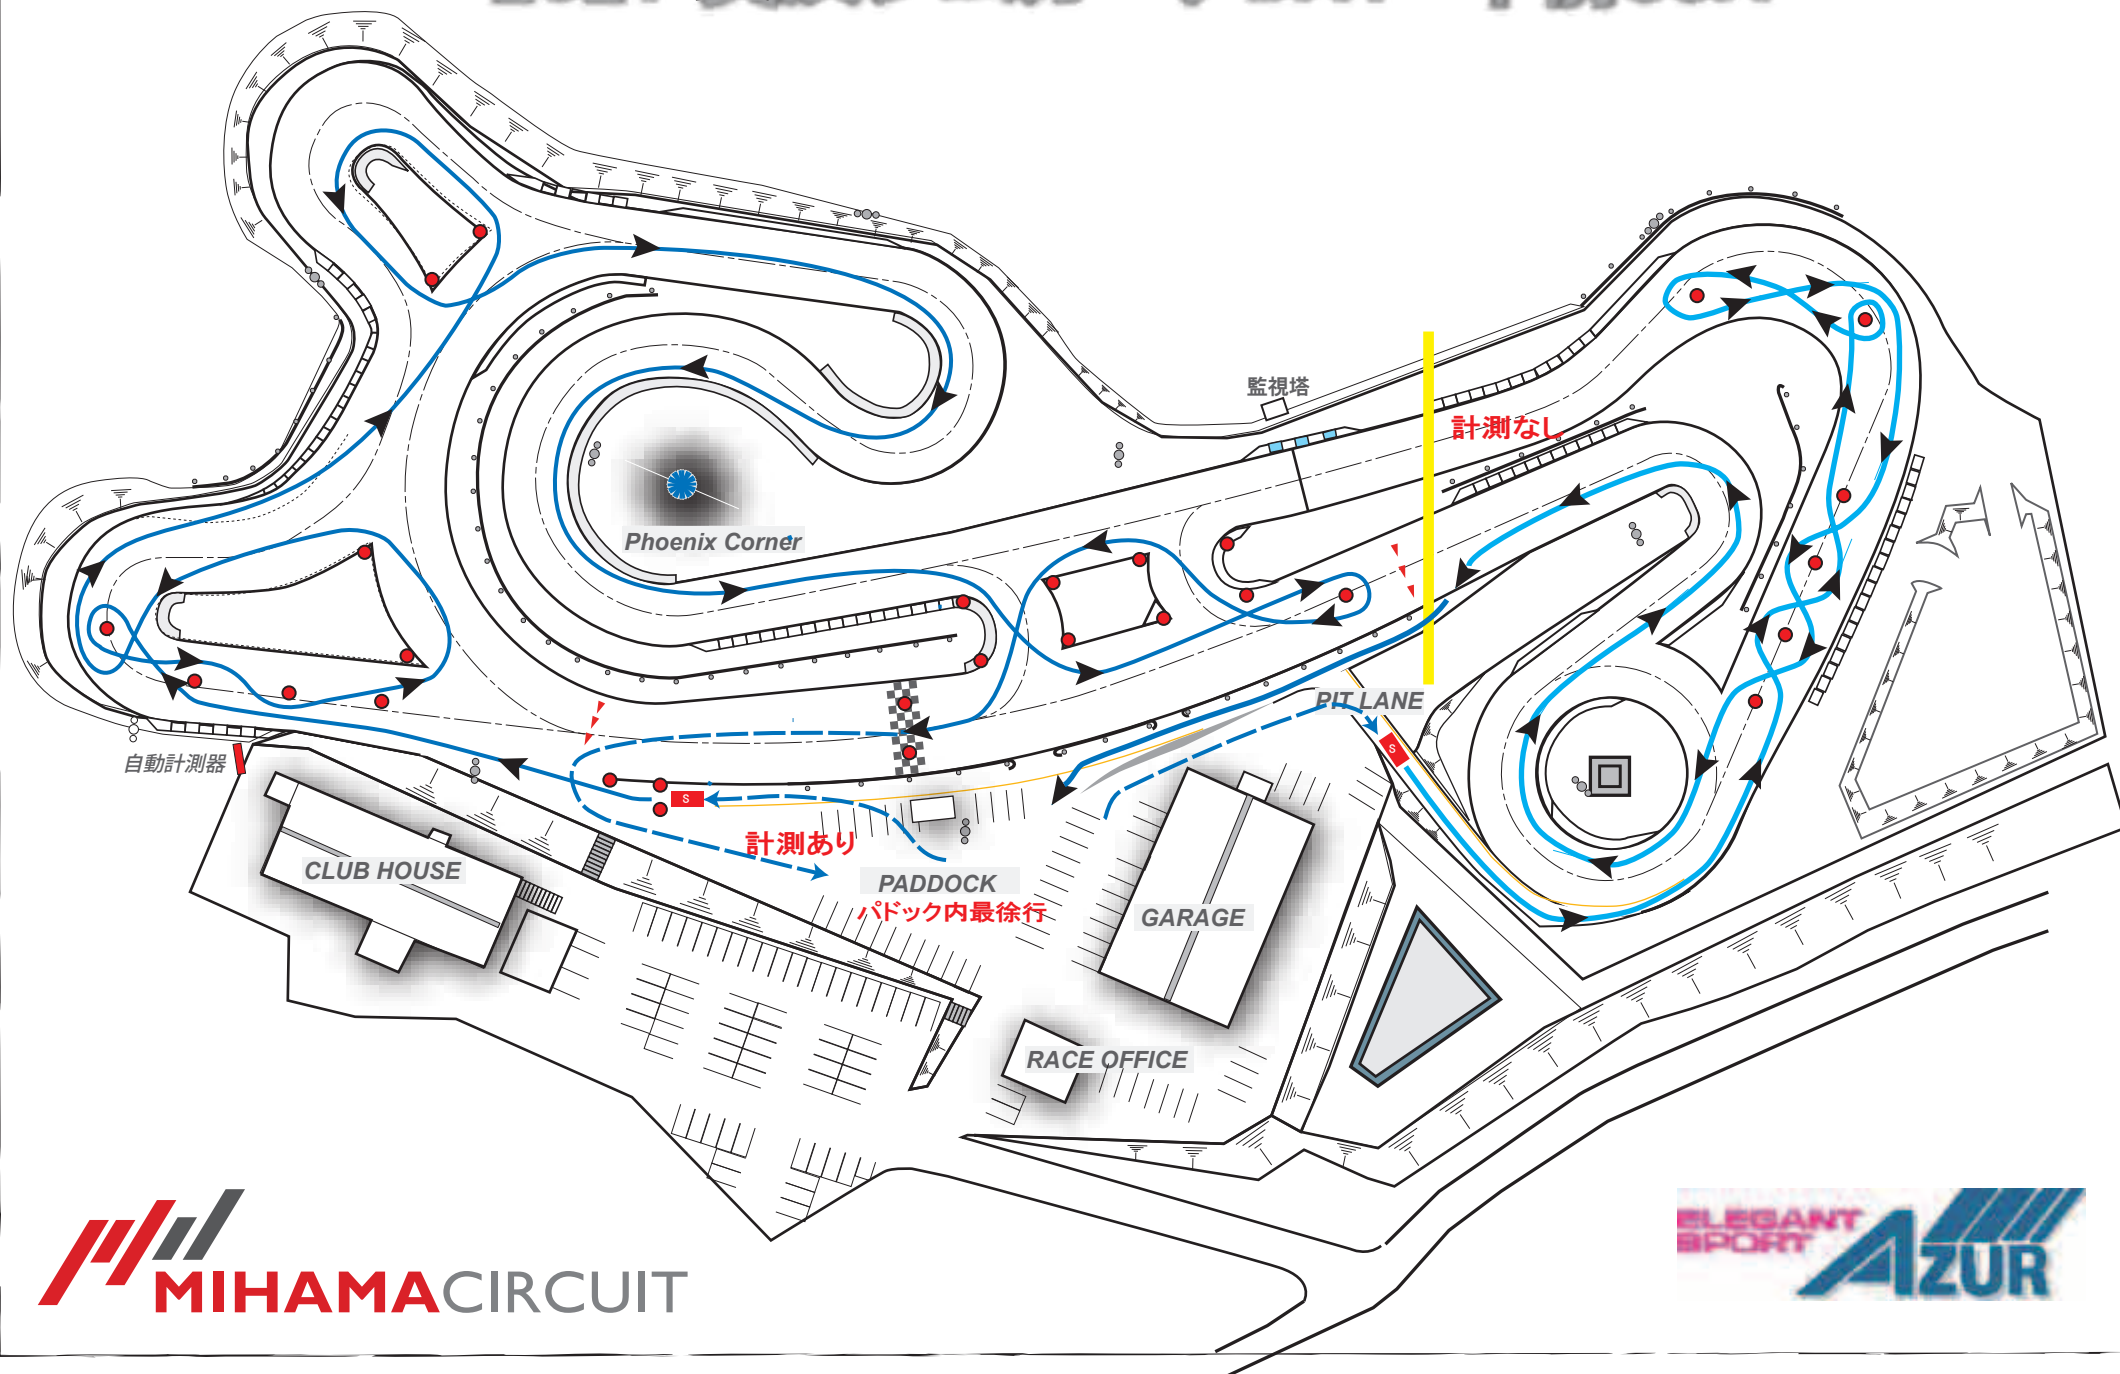 監視塔
計測なし
Phoenix Corner
PIT LANE
自動計測器
S
S
計測あり
CLUB HOUSE
PADDOCK
パドック内最徐行
GARAGE
RACE OFFICE
MIHAMACIRCUIT
ELEGANT
SPORT
AZUR